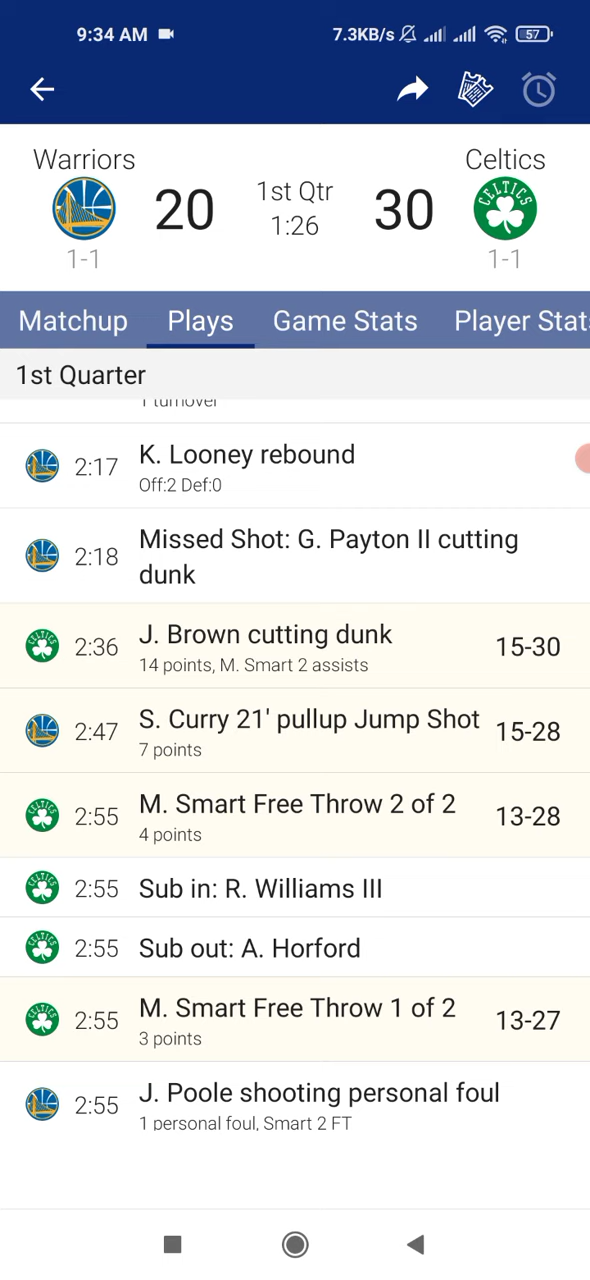 9:34 AM 7.3KB/s 57
Warriors Celtics
20 1st Qtr 30
1:26
1-1 1-1
CELTICS
Matchup Plays Game Stats Player Stats
1st Quarter
1 turnover
2:17 K. Looney rebound
Off:2 Def:0
2:18 Missed Shot: G. Payton II cutting
dunk
2:36 J. Brown cutting dunk 15-30
14 points, M. Smart 2 assists
2:47 S. Curry 21' pullup Jump Shot 15-28
7 points
2:55 M. Smart Free Throw 2 of 2 13-28
4 points
2:55 Sub in: R. Williams III
2:55 Sub out: A. Horford
2:55 M. Smart Free Throw 1 of 2 13-27
3 points
2:55 J. Poole shooting personal foul
1 personal foul, Smart 2 FT